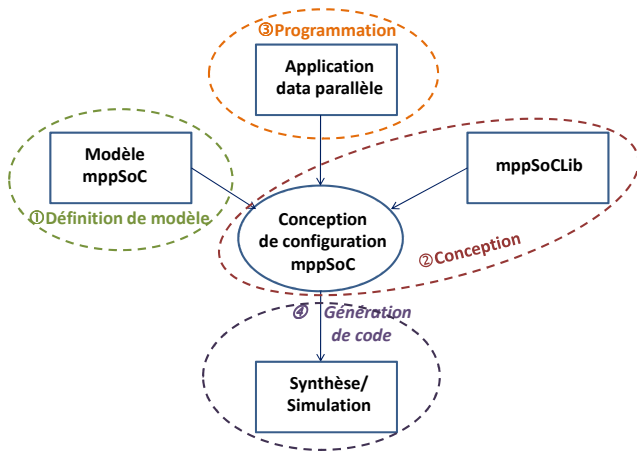 ③Programmation
Application
data parallèle
Modèle
mppSoC
mppSoCLib
①Définition de modèle
Conception
de configuration
mppSoC
②Conception
④ Génération
de code
Synthèse/
Simulation